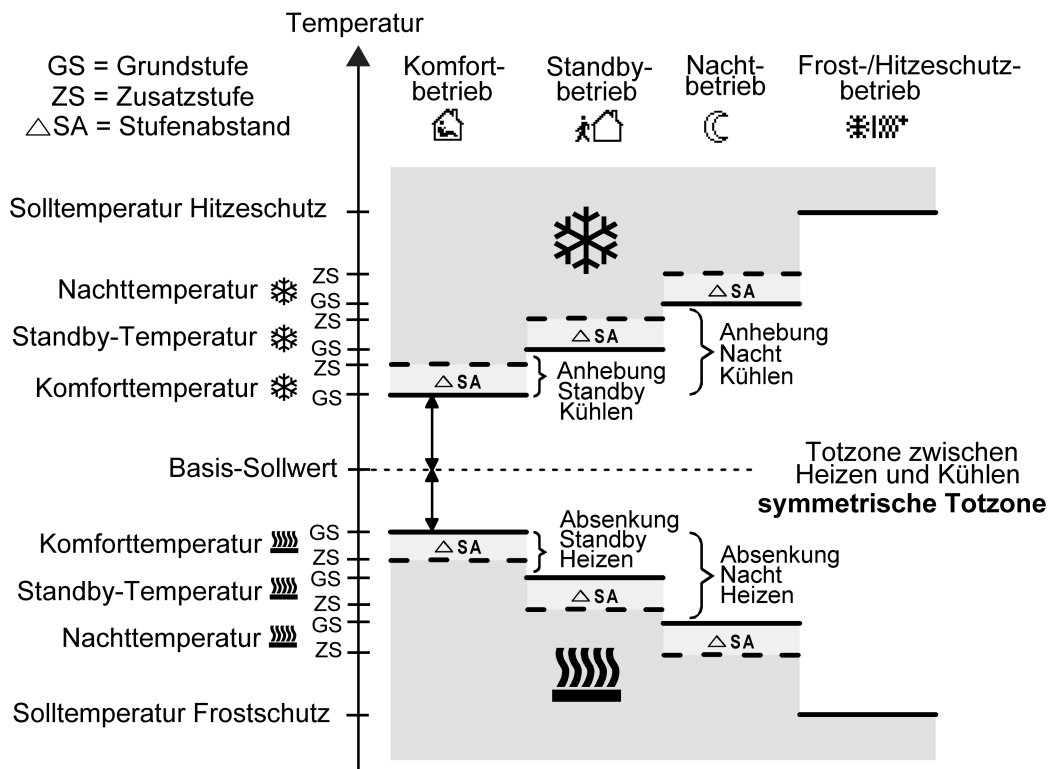 Temperatur
GS = Grundstufe
ZS = Zusatzstufe
△SA = Stufenabstand
Komfort-
betrieb
Standby-
betrieb
Nacht-
betrieb
Frost-/Hitzeschutz-
betrieb
Solltemperatur Hitzeschutz
Nachttemperatur
ZS
GS
△SA
Standby-Temperatur
ZS
GS
△SA
Komforttemperatur
ZS
GS
△SA
Anhebung
Standby
Kühlen
Anhebung
Nacht
Kühlen
Basis-Sollwert
Totzone zwischen
Heizen und Kühlen
symmetrische Totzone
Komforttemperatur
GS
ZS
△SA
Absenkung
Standby
Heizen
Absenkung
Nacht
Heizen
Standby-Temperatur
GS
ZS
△SA
Nachttemperatur
GS
ZS
△SA
Solltemperatur Frostschutz